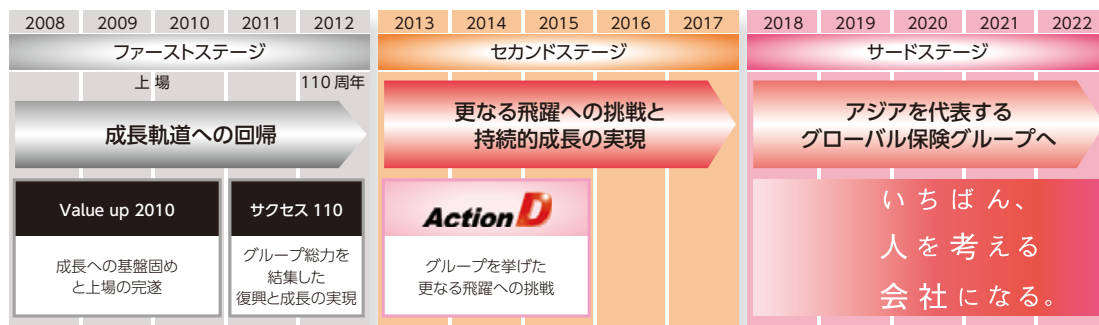 2008 2009 2010 2011 2012 2013 2014 2015 2016 2017 2018 2019 2020 2021 2022
ファーストステージ
上場 110周年
成長軌道への回帰
Value up 2010
成長への基盤固め
と上場の完遂
サクセス 110
グループ総力を
結集した
復興と成長の実現
セカンドステージ
更なる飛躍への挑戦と
持続的成長の実現
Action D
グループを挙げた
更なる飛躍への挑戦
サードステージ
アジアを代表する
グローバル保険グループへ
いちばん、
人を考える
会社になる。